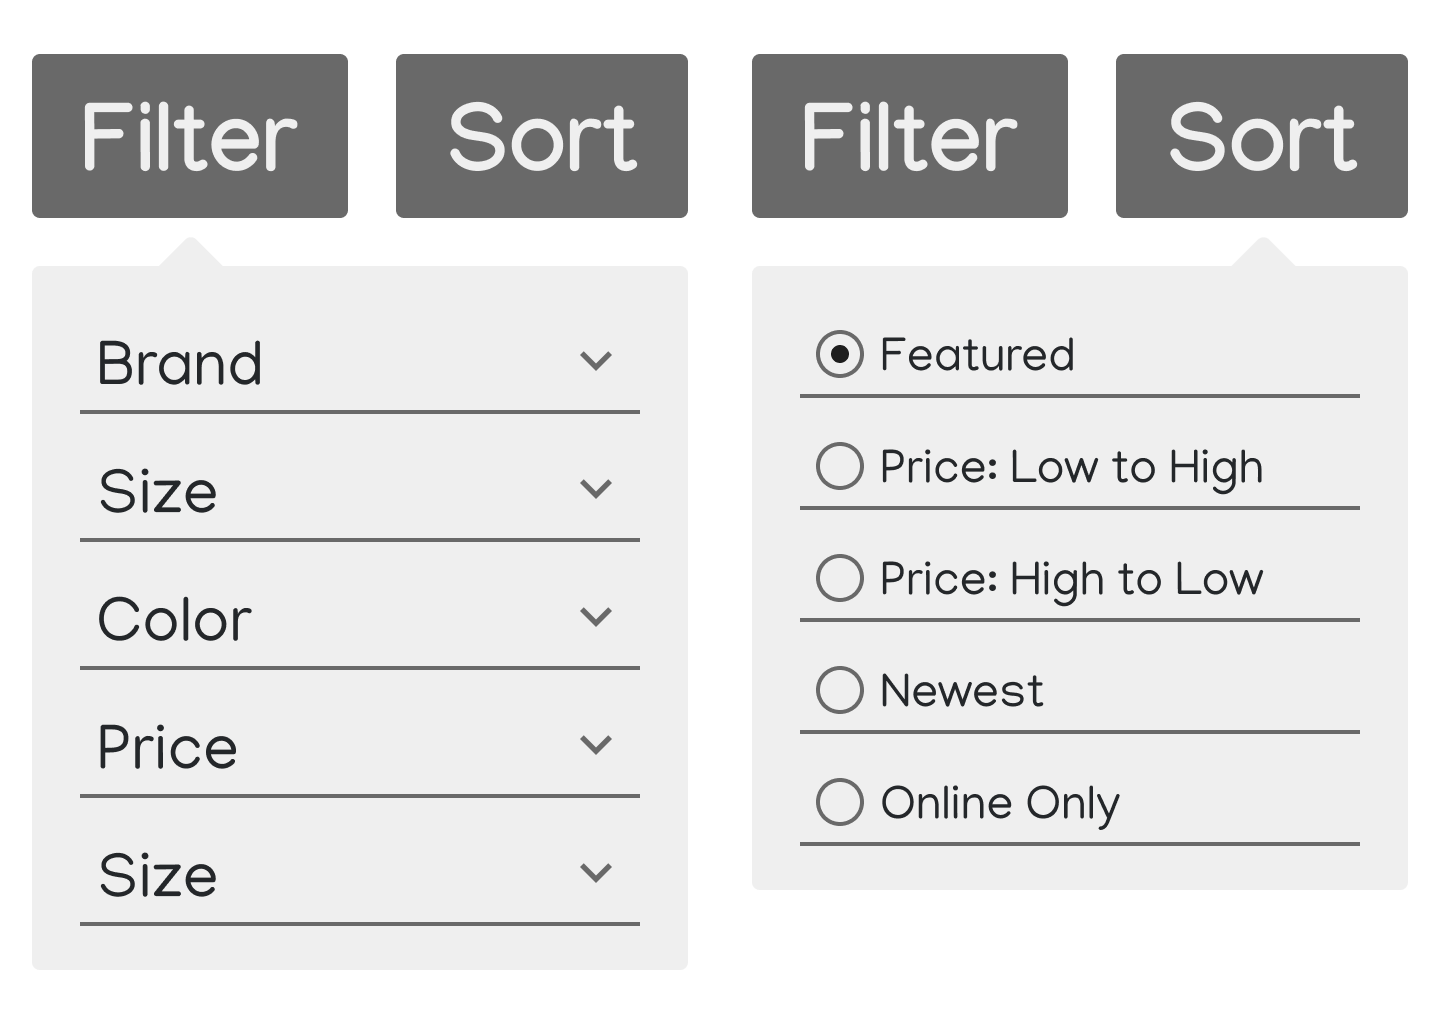 Filter
Sort
Brand
Size
Color
Price
Size
Filter
Sort
Featured
Price: Low to High
Price: High to Low
Newest
Online Only